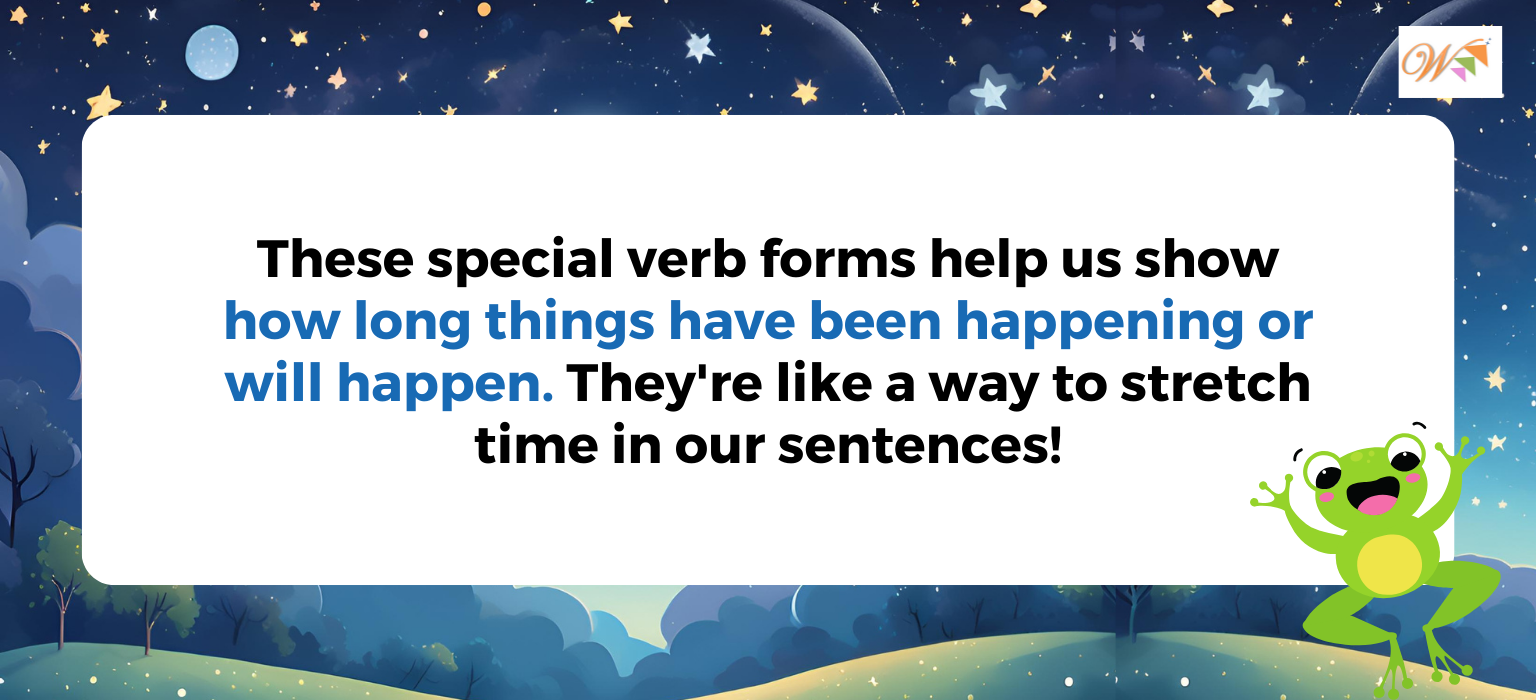 W
These special verb forms help us show
how long things have been happening or
will happen. They're like a way to stretch
time in our sentences!